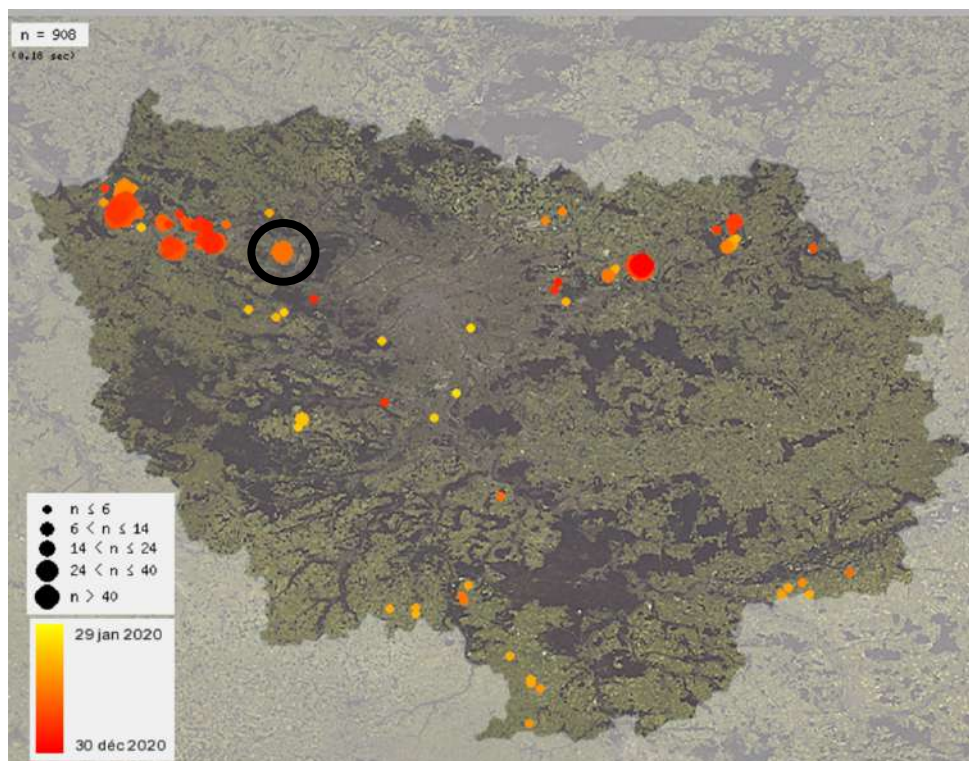 n = 908
(0.18 sec)
n ≤ 6
6 < n ≤ 14
14 < n ≤ 24
24 < n ≤ 40
n > 40
29 jan 2020
30 déc 2020